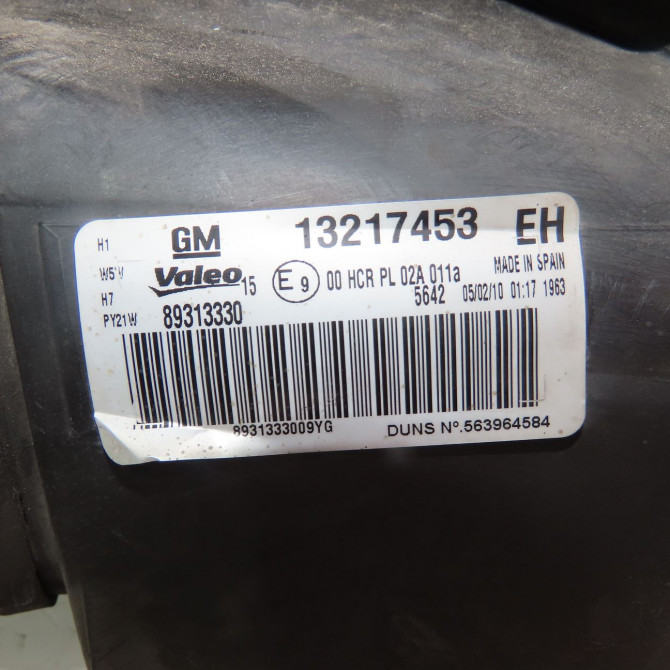 H1 GM 13217453 EH
W5W Valeo 15 E9 00 HCR PL 02A 011a MADE IN SPAIN
H7 5642 05/02/10 01:17 1963
PY21W 89313330
8931333009YG DUNS Nº.563964584